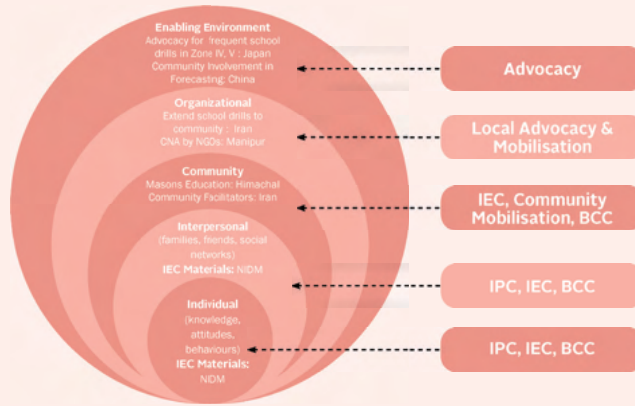 Enabling Environment
Advocacy for frequent school
drills in Zone IV, V : Japan
Community Involvement in
Forecasting: China
Advocacy
Organizational
Extend school drills to
community : Iran
CNA by NGOs: Manipur
Local Advocacy &
Mobilisation
Community
Masons Education: Himachal
Community Facilitators: Iran
IEC, Community
Mobilisation, BCC
Interpersonal
(families, friends, social
networks)
IEC Materials: NIDM
IPC, IEC, BCC
Individual
(knowledge,
attitudes,
behaviours)
IEC Materials:
NIDM
IPC, IEC, BCC